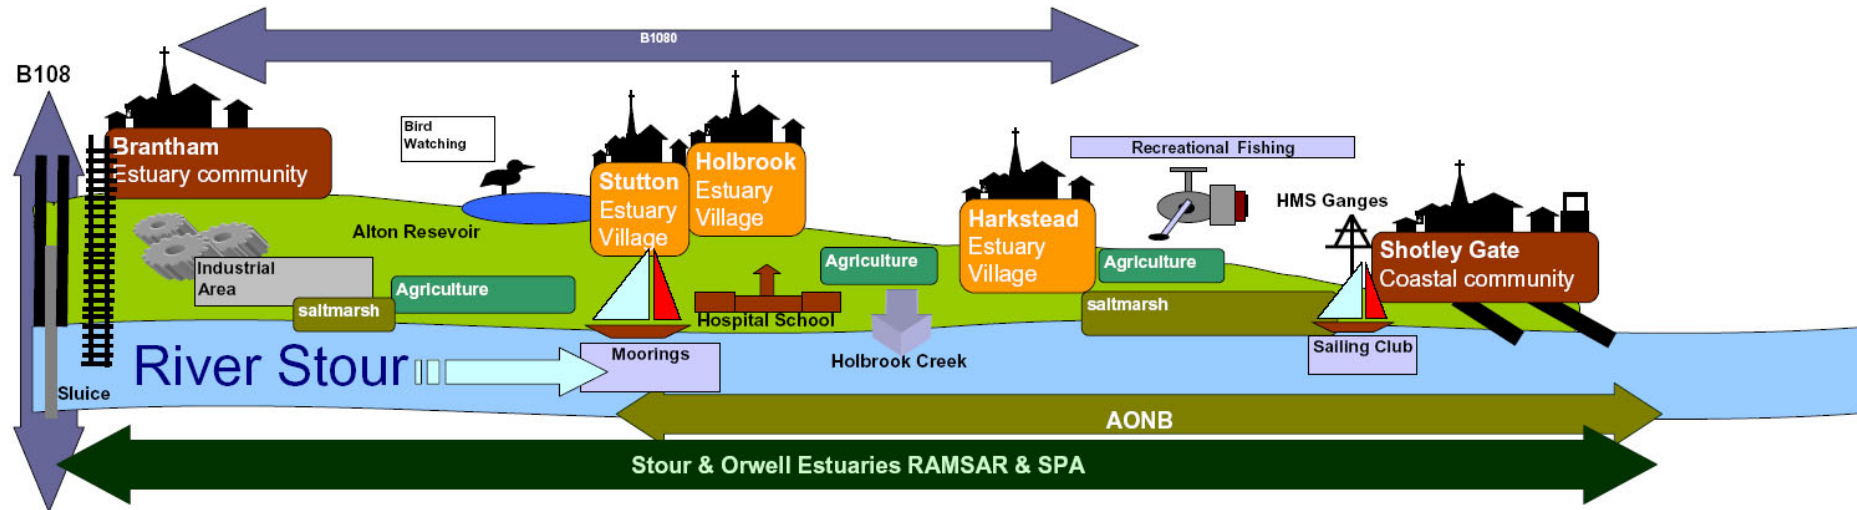 B1080
B108
Brantham
Estuary community
Bird
Watching
Stutton
Estuary
Village
Holbrook
Estuary
Village
Recreational Fishing
Harkstead
Estuary
Village
HMS Ganges
Shotley Gate
Coastal community
Alton Resevoir
Industrial
Area
Agriculture
saltmarsh
Agriculture
Agriculture
saltmarsh
Hospital School
River Stour
Moorings
Holbrook Creek
Sailing Club
Sluice
AONB
Stour & Orwell Estuaries RAMSAR & SPA